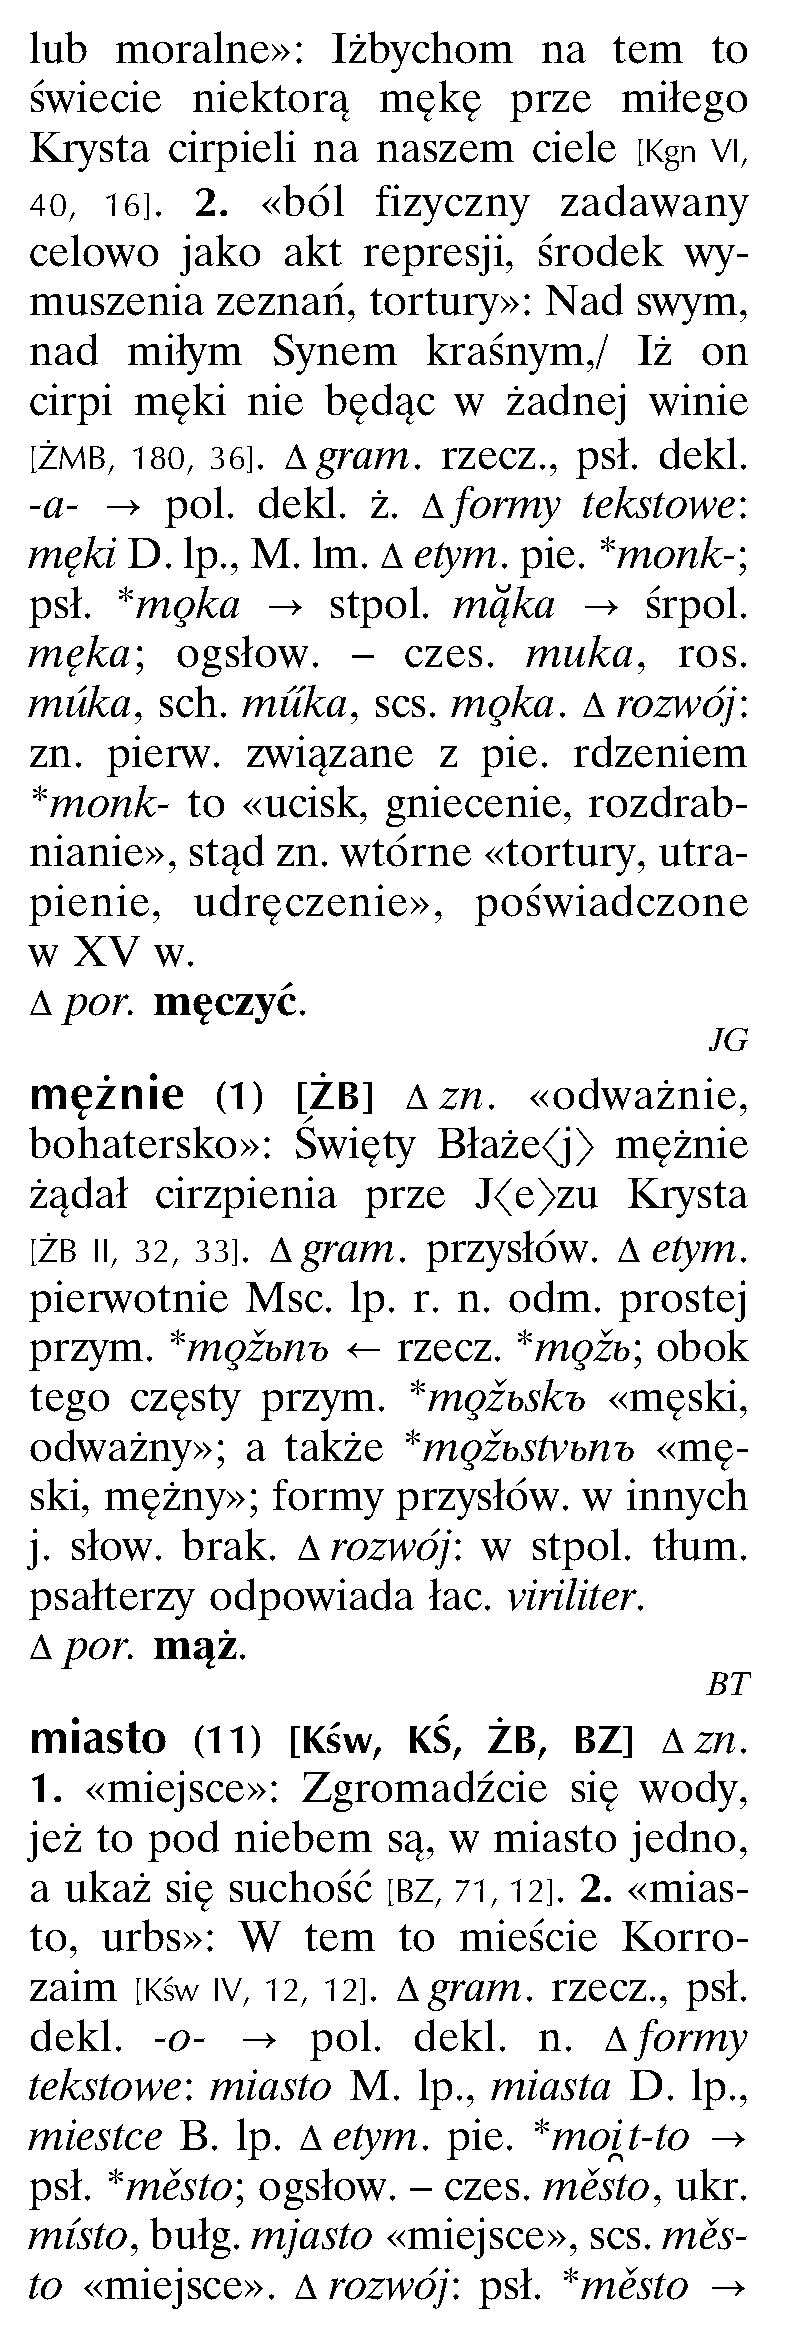 lub moralne»: Iżbychom na tem to
świecie niektorą mękę prze miłego
Krysta cirpieli na naszem ciele [Kgn VI,
40, 16]. 2. «ból fizyczny zadawany
celowo jako akt represji, środek wy-
muszenia zeznań, tortury»: Nad swym,
nad miłym Synem kraśnym,/ Iż on
cirpi męki nie będąc w żadnej winie
[ŻMB, 180, 36]. Δ gram. rzecz., psł. dekl.
-a- → pol. dekl. ż. Δ formy tekstowe:
męki D. lp., M. lm. Δ etym. pie. *monk-;
psł. *mǫka → stpol. mą̆ka → śrpol.
męka; ogsłow. – czes. muka, ros.
múka, sch. mű̆ka, scs. mǫka. Δ rozwój:
zn. pierw. związane z pie. rdzeniem
*monk- to «ucisk, gniecenie, rozdrab-
nianie», stąd zn. wtórne «tortury, utra-
pienie, udręczenie», poświadczone
w XV w.
Δ por. męczyć.
JG
mężnie (1) [ŻB] Δ zn. «odważnie,
bohatersko»: Święty Błaże⟨j⟩ mężnie
żądał cirzpienia prze J⟨e⟩zu Krysta
[ŻB II, 32, 33]. Δ gram. przysłów. Δ etym.
pierwotnie Msc. lp. r. n. odm. prostej
przym. *mǫžьnъ ← rzecz. *mǫžь; obok
tego częsty przym. *mǫžьskъ «męski,
odważny»; a także *mǫžьstvьnъ «mę-
ski, mężny»; formy przysłów. w innych
j. słow. brak. Δ rozwój: w stpol. tłum.
psałterzy odpowiada łac. viriliter.
Δ por. mąż.
BT
miasto (11) [Kśw, KŚ, ŻB, BZ] Δ zn.
1. «miejsce»: Zgromadźcie się wody,
jeż to pod niebem są, w miasto jedno,
a ukaż się suchość [BZ, 71, 12]. 2. «mias-
to, urbs»: W tem to mieście Korro-
zaim [Kśw IV, 12, 12]. Δ gram. rzecz., psł.
dekl. -o- → pol. dekl. n. Δ formy
tekstowe: miasto M. lp., miasta D. lp.,
miestce B. lp. Δ etym. pie. *moi̯t-to →
psł. *město; ogsłow. – czes. město, ukr.
místo, bułg. mjasto «miejsce», scs. měs-
to «miejsce». Δ rozwój: psł. *město →